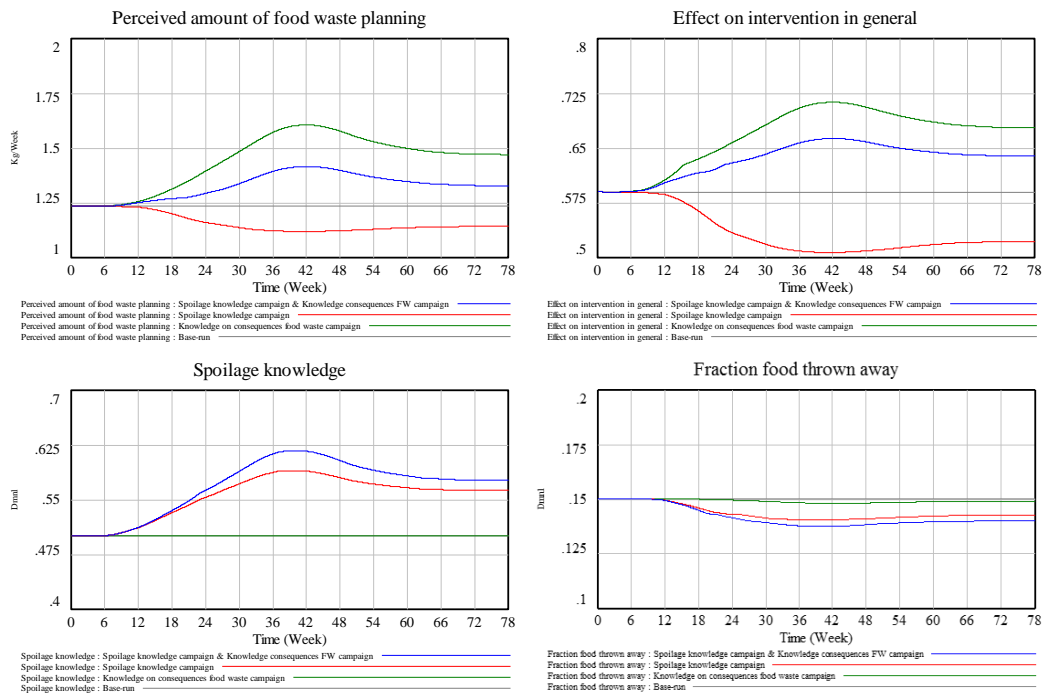 Perceived amount of food waste planning
2
1.75
1.5
1.25
1
Kg/Week
0 6 12 18 24 30 36 42 48 54 60 66 72 78
Time (Week)
Perceived amount of food waste planning : Spoilage knowledge campaign & Knowledge consequences FW campaign
Perceived amount of food waste planning : Spoilage knowledge campaign
Perceived amount of food waste planning : Knowledge on consequences food waste campaign
Perceived amount of food waste planning : Base-run
Effect on intervention in general
.8
.725
.65
.575
.5
0 6 12 18 24 30 36 42 48 54 60 66 72 78
Time (Week)
Effect on intervention in general : Spoilage knowledge campaign & Knowledge consequences FW campaign
Effect on intervention in general : Spoilage knowledge campaign
Effect on intervention in general : Knowledge on consequences food waste campaign
Effect on intervention in general : Base-run
Spoilage knowledge
.7
.625
.55
.475
.4
Dmnl
0 6 12 18 24 30 36 42 48 54 60 66 72 78
Time (Week)
Spoilage knowledge : Spoilage knowledge campaign & Knowledge consequences FW campaign
Spoilage knowledge : Spoilage knowledge campaign
Spoilage knowledge : Knowledge on consequences food waste campaign
Spoilage knowledge : Base-run
Fraction food thrown away
.2
.175
.15
.125
.1
Dmnl
0 6 12 18 24 30 36 42 48 54 60 66 72 78
Time (Week)
Fraction food thrown away : Spoilage knowledge campaign & Knowledge consequences FW campaign
Fraction food thrown away : Spoilage knowledge campaign
Fraction food thrown away : Knowledge on consequences food waste campaign
Fraction food thrown away : Base-run